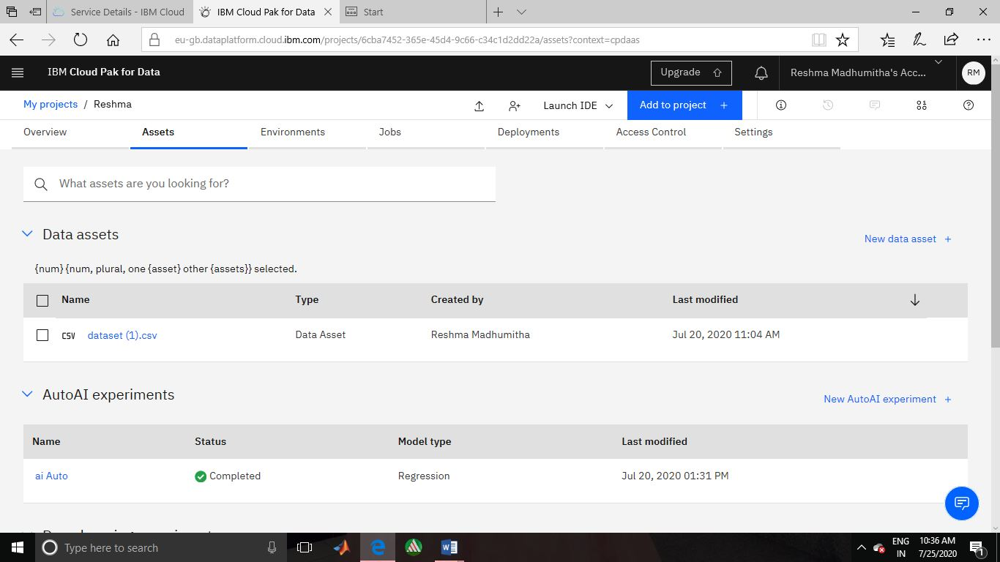 Service Details - IBM Cloud
IBM Cloud Pak for Data
Start
eu-gb.dataplatform.cloud.ibm.com/projects/6cba7452-365e-45d4-9c66-c34c1d2dd22a/assets?context=cpdaas
IBM Cloud Pak for Data
Upgrade
Reshma Madhumitha's Acc...
RM
My projects / Reshma
Launch IDE
Add to project +
Overview
Assets
Environments
Jobs
Deployments
Access Control
Settings
What assets are you looking for?
Data assets
New data asset +
{num} {num, plural, one {asset} other {assets}} selected.
Name Type Created by Last modified
CSV dataset (1).csv Data Asset Reshma Madhumitha Jul 20, 2020 11:04 AM
AutoAI experiments
New AutoAI experiment +
Name Status Model type Last modified
ai Auto Completed Regression Jul 20, 2020 01:31 PM
Type here to search
ENG
IN
10:36 AM
7/25/2020
1